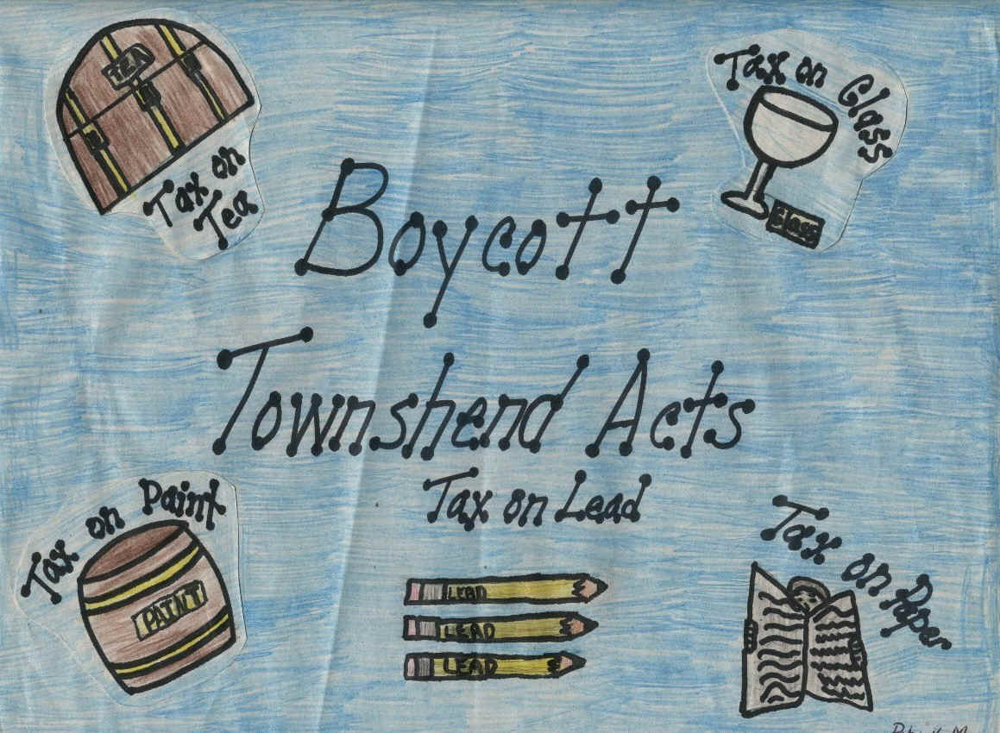 TEA
Tax on
Tea
Tax on Glass
Glass
Boycott
Townshend Acts
Tax on Lead
LEAD
LEAD
LEAD
Tax on Paint
PAINT
Tax on Paper